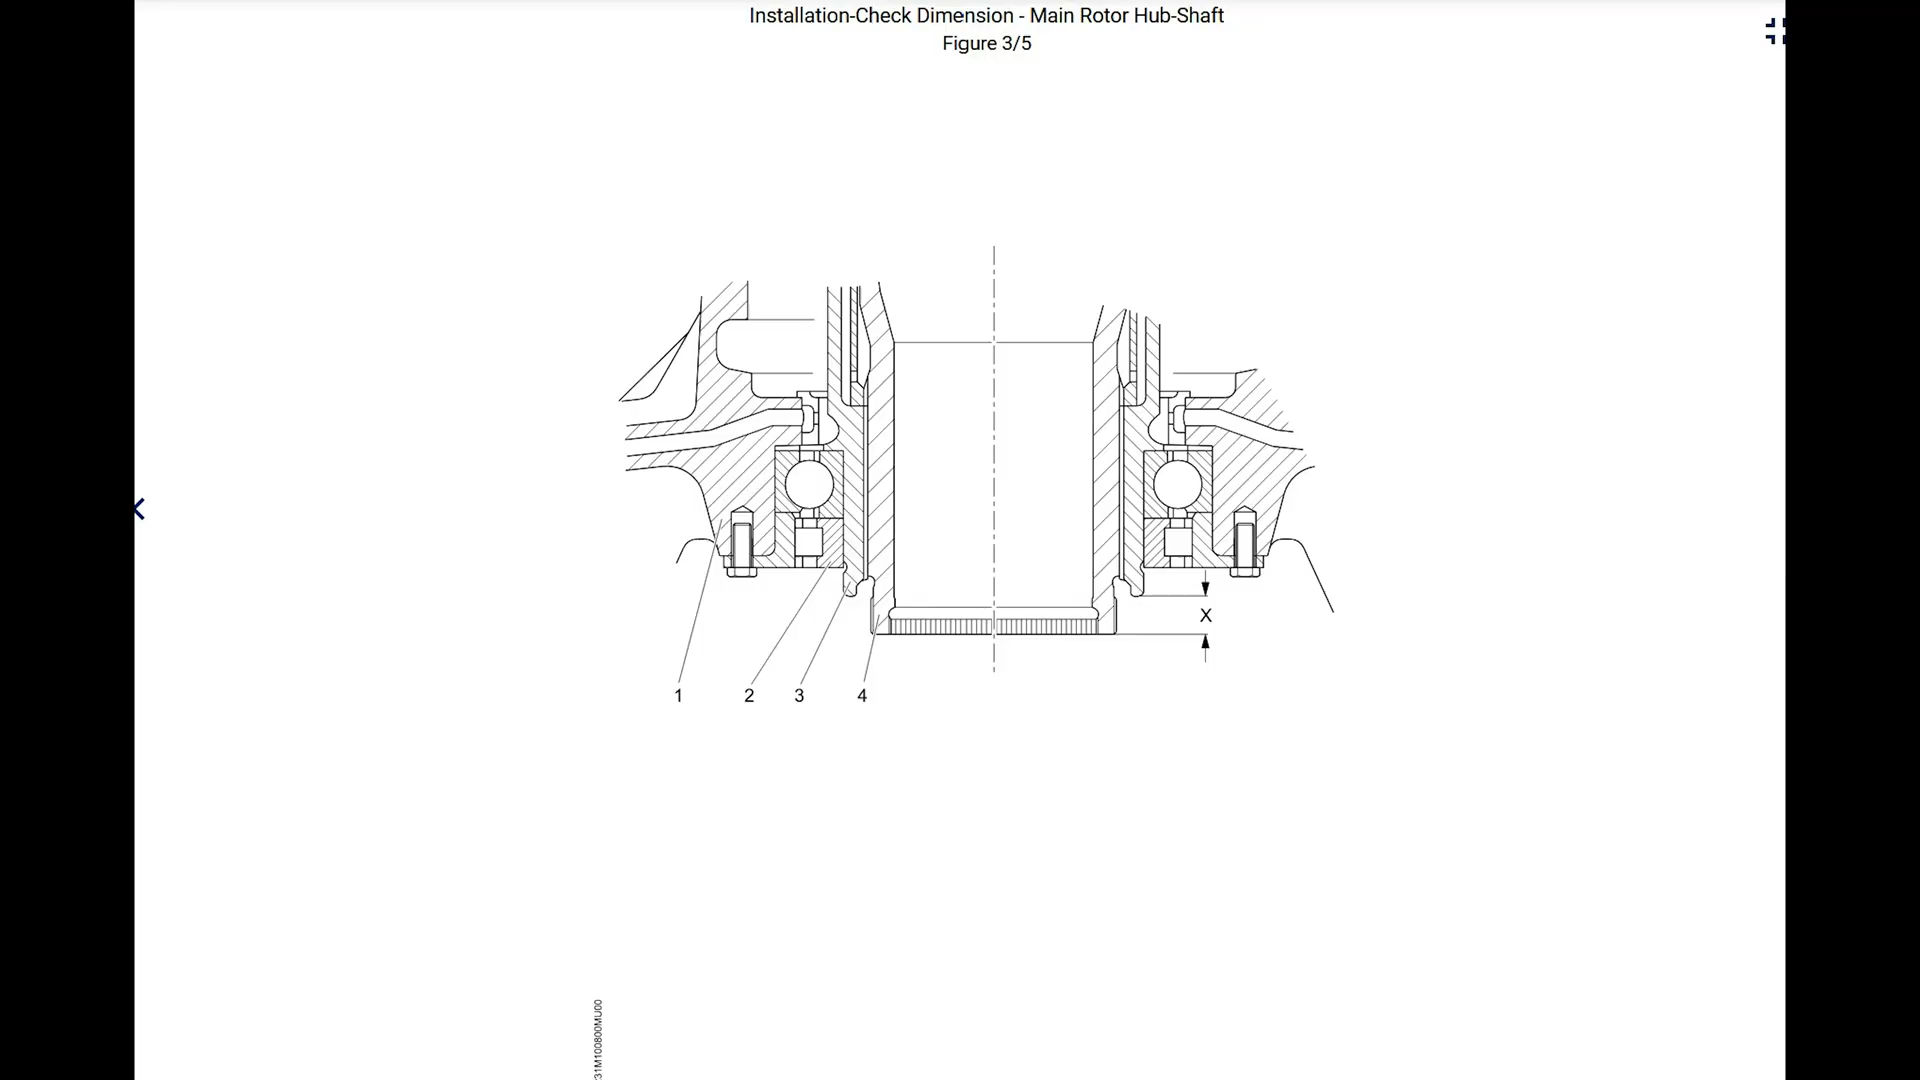 Installation-Check Dimension - Main Rotor Hub-Shaft
Figure 3/5
X
1 2 3 4
31M100800MU00